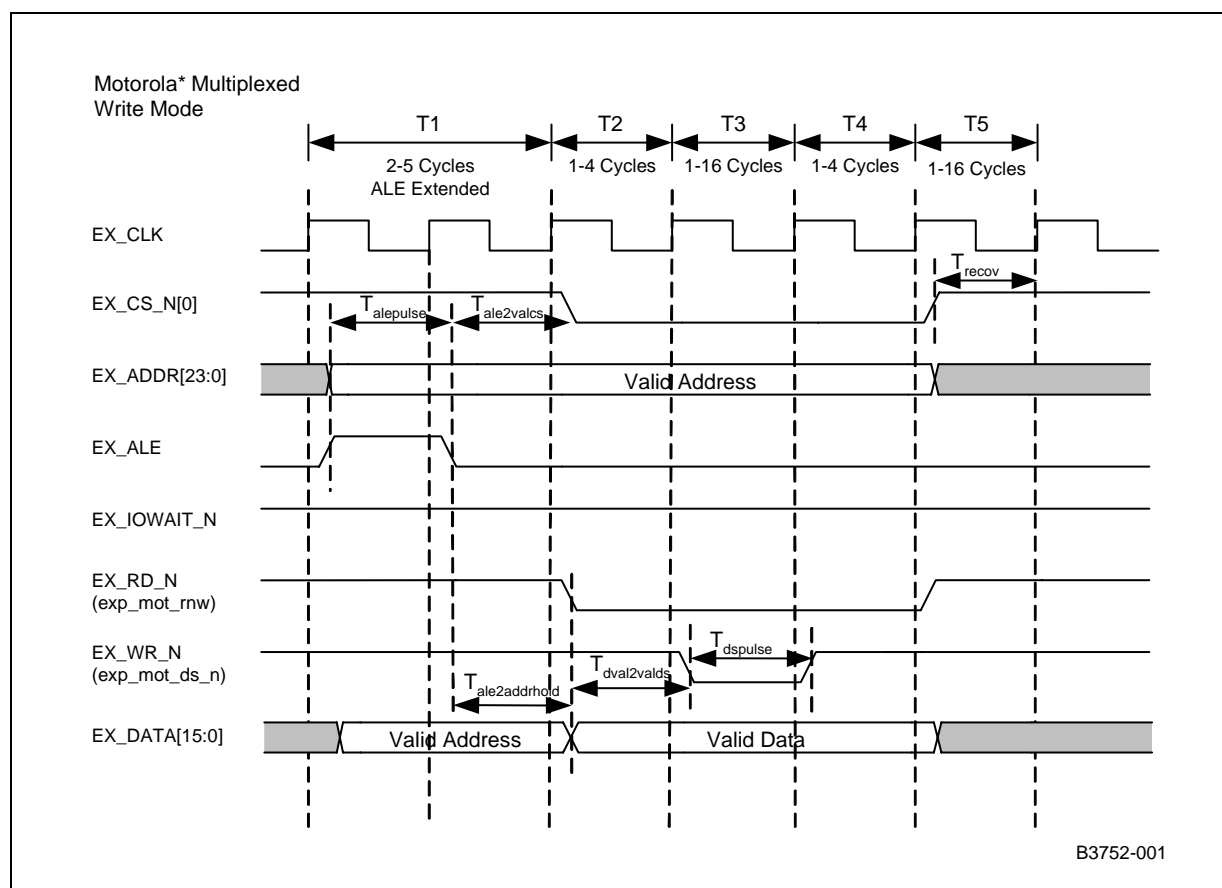 Motorola* Multiplexed
Write Mode
T1 T2 T3 T4 T5
2-5 Cycles 1-4 Cycles 1-16 Cycles 1-4 Cycles 1-16 Cycles
ALE Extended
EX_CLK
Trecov
EX_CS_N[0]
Talepulse Tale2valcs
EX_ADDR[23:0] Valid Address
EX_ALE
EX_IOWAIT_N
EX_RD_N
(exp_mot_rnw)
EX_WR_N
(exp_mot_ds_n)
Tdspulse
Tdval2valds
Tale2addrhold
EX_DATA[15:0] Valid Address Valid Data
B3752-001